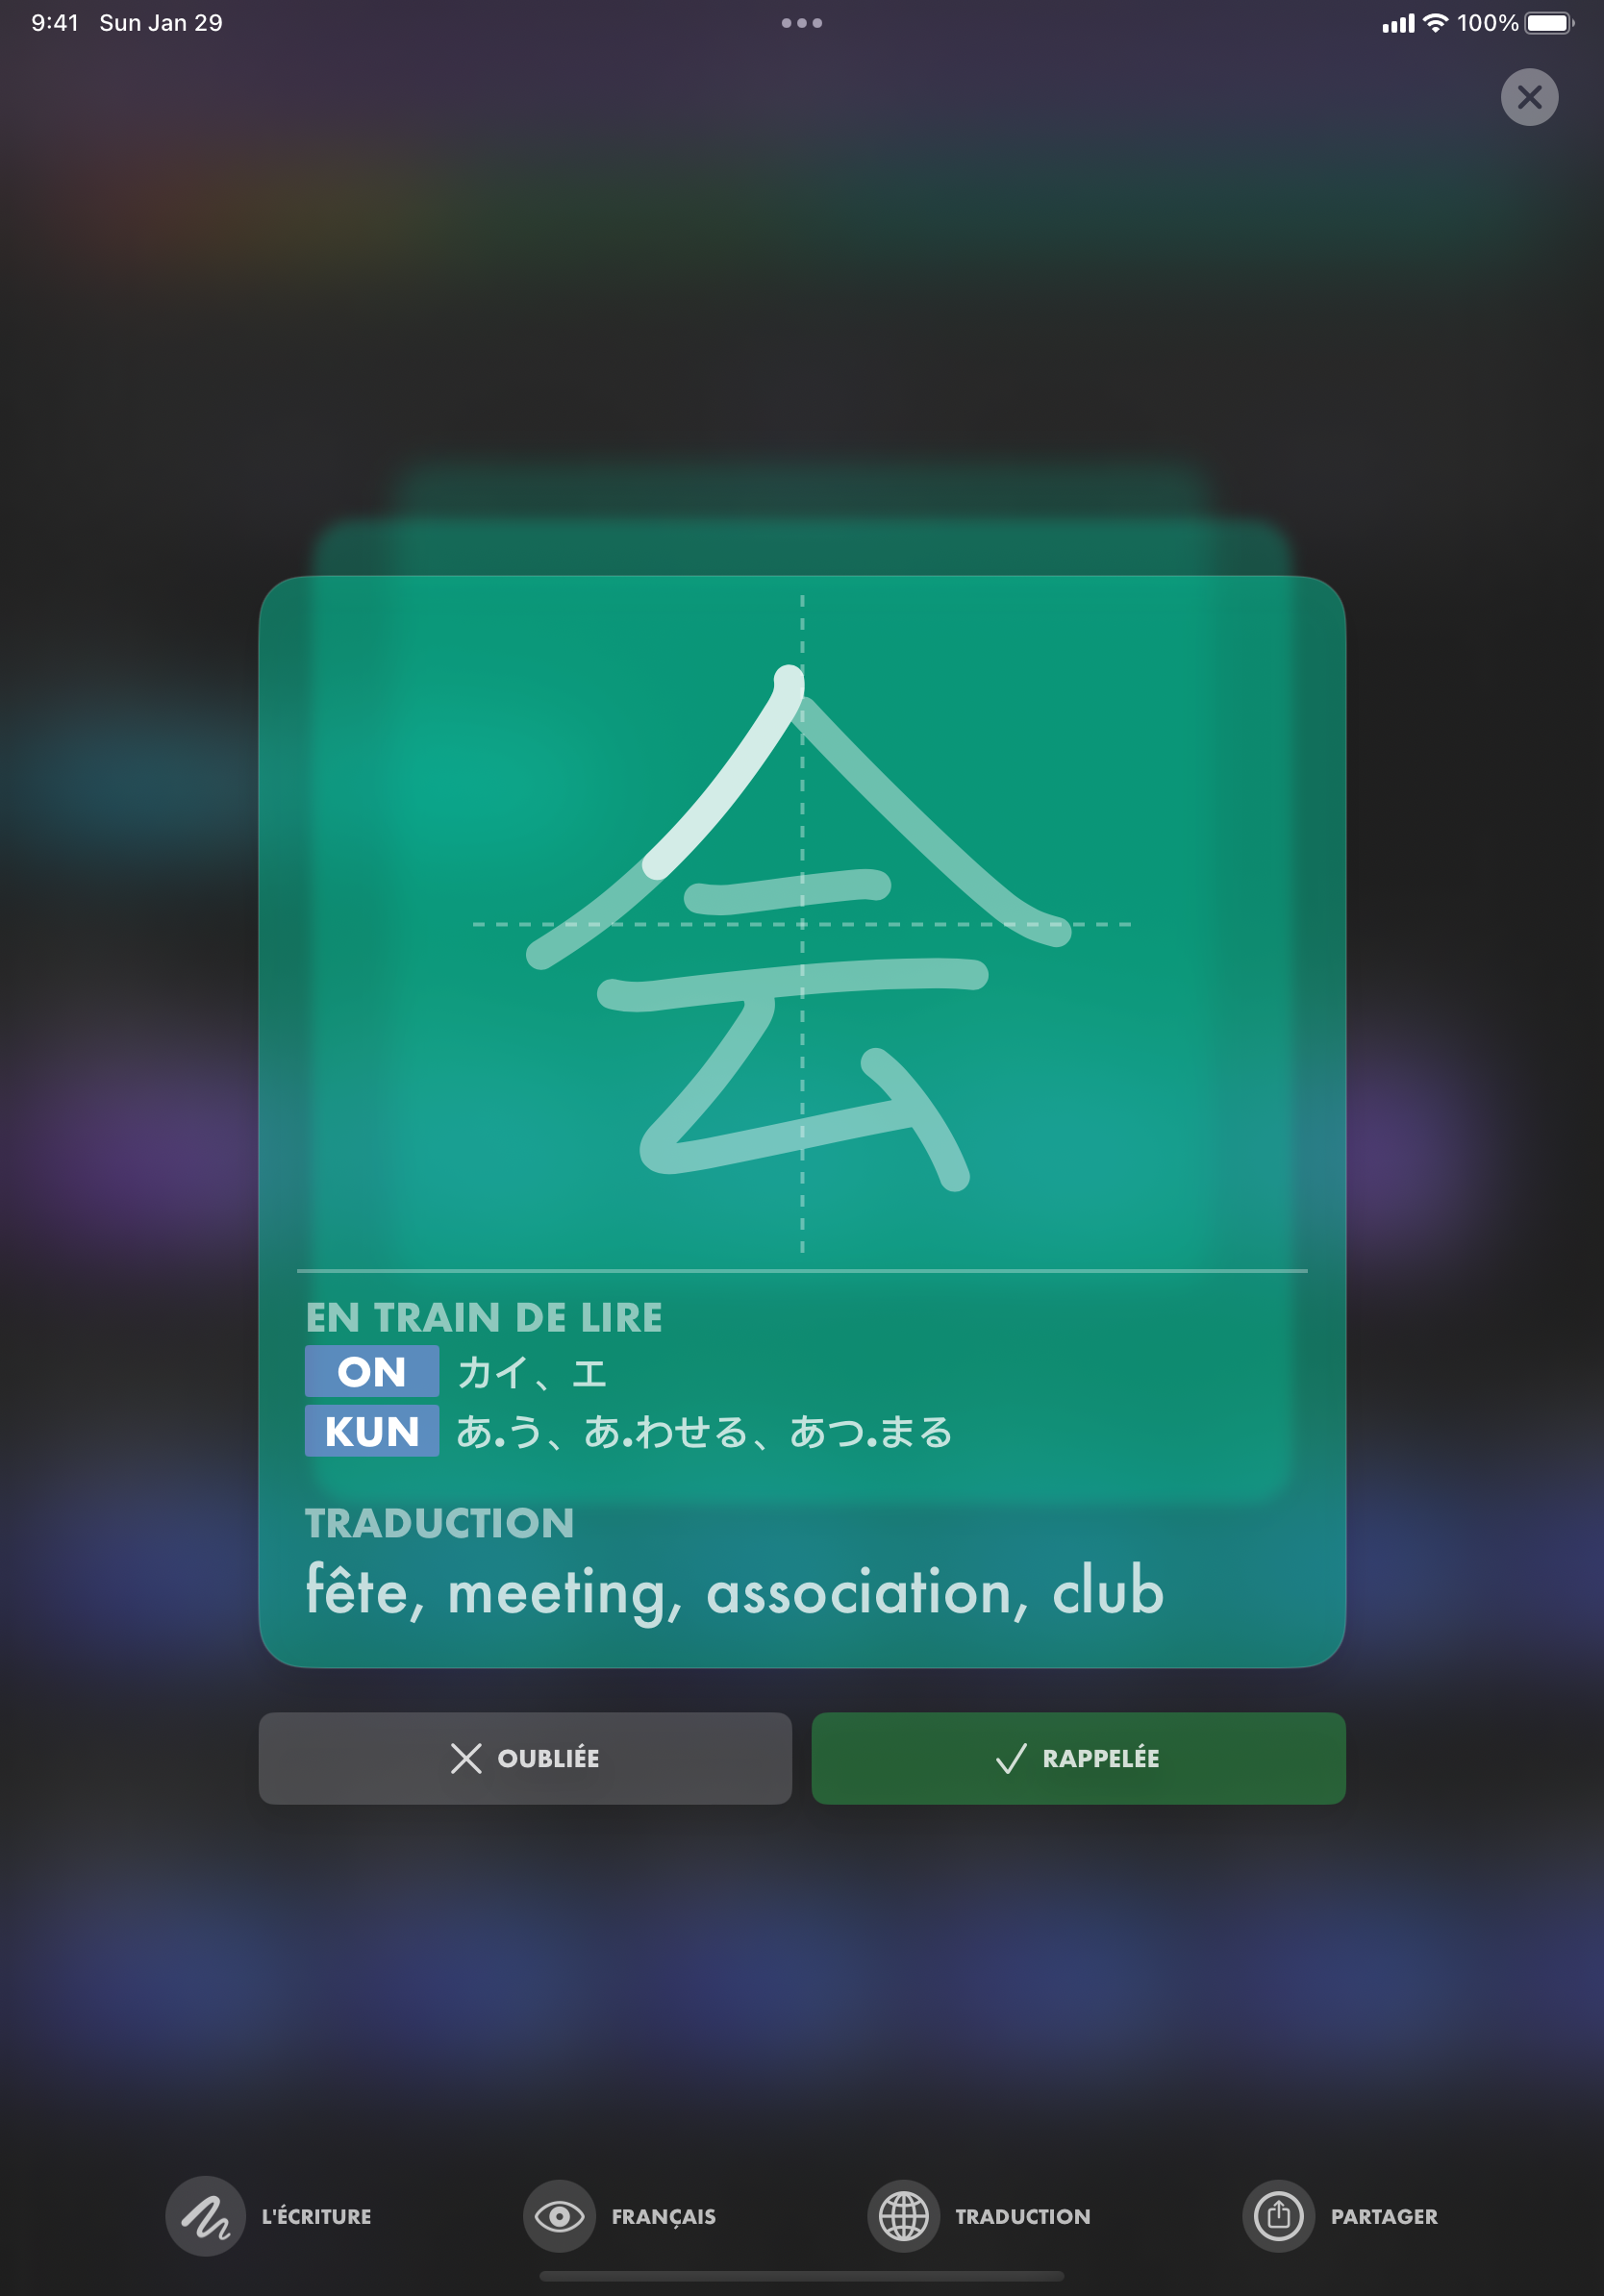 9:41 Sun Jan 29 100%
会
EN TRAIN DE LIRE
ON カイ、エ
KUN あ.う、あ.わせる、あつ.まる
TRADUCTION
fête, meeting, association, club
OUBLIÉE RAPPELÉE
L'ÉCRITURE FRANÇAIS TRADUCTION PARTAGER